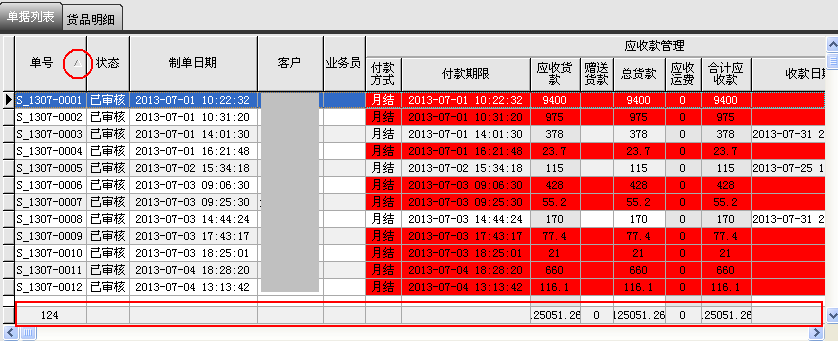 单据列表 货品明细
单号 状态 制单日期 客户 业务员 应收款管理
付款方式 付款期限 应收货款 赠送货款 总货款 应收运费 合计应收款 收款日
S_1307-0001 已审核 2013-07-01 10:22:32 月结 2013-07-01 10:22:32 9400 9400 0 9400
S_1307-0002 已审核 2013-07-01 10:31:20 月结 2013-07-01 10:31:20 975 975 0 975
S_1307-0003 已审核 2013-07-01 14:01:30 月结 2013-07-01 14:01:30 378 378 0 378 2013-07-31 2
S_1307-0004 已审核 2013-07-01 16:21:48 月结 2013-07-01 16:21:48 23.7 23.7 0 23.7
S_1307-0005 已审核 2013-07-02 15:34:18 月结 2013-07-02 15:34:18 115 115 0 115 2013-07-25 1
S_1307-0006 已审核 2013-07-03 09:06:30 月结 2013-07-03 09:06:30 428 428 0 428
S_1307-0007 已审核 2013-07-03 09:25:30 月结 2013-07-03 09:25:30 55.2 55.2 0 55.2
S_1307-0008 已审核 2013-07-03 14:44:24 月结 2013-07-03 14:44:24 170 170 0 170 2013-07-31 2
S_1307-0009 已审核 2013-07-03 17:43:17 月结 2013-07-03 17:43:17 77.4 77.4 0 77.4
S_1307-0010 已审核 2013-07-03 18:25:01 月结 2013-07-03 18:25:01 21 21 0 21
S_1307-0011 已审核 2013-07-04 18:28:20 月结 2013-07-04 18:28:20 660 660 0 660
S_1307-0012 已审核 2013-07-04 13:13:42 月结 2013-07-04 13:13:42 116.1 116.1 0 116.1
124 .25051.26 0 125051.26 0 .25051.26